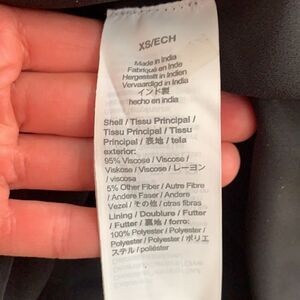 XS/ECH
Made in India
Fabriqué en Inde
Hergestellt in Indien
Vervaardigd in India
インド製
hecho en india
Shell / Tissu Principal /
Tissu Principal / Tissu
Principal / 表地 / tela
exterior:
95% Viscose / Viscose /
Viskose / Viscose / レーヨン
/ viscosa
5% Other Fiber / Autre Fibre
/ Andere Faser / Andere
Vezel / その他 / otras fibras
Lining / Doublure / Futter
/ Futter / 裏地 / forro:
100% Polyester / Polyester /
Polyester / Polyester / ポリエ
ステル / poliéster